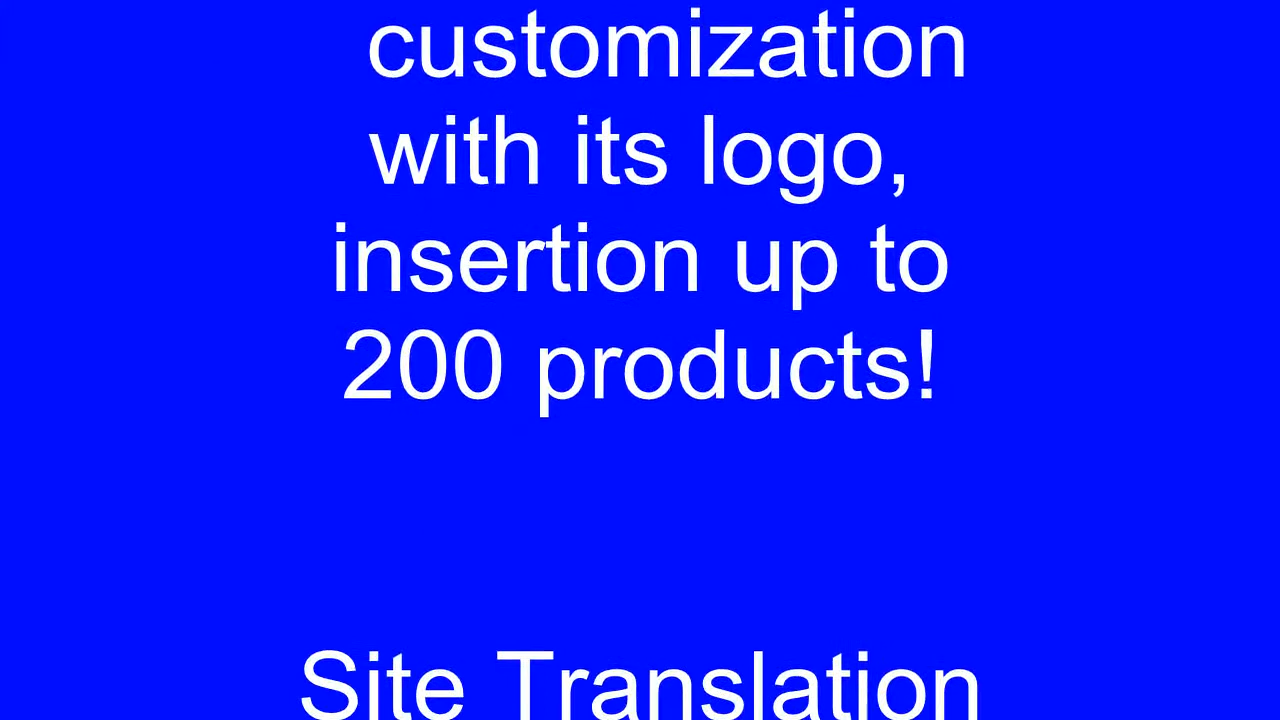 customization
with its logo,
insertion up to
200 products!
Site Translation